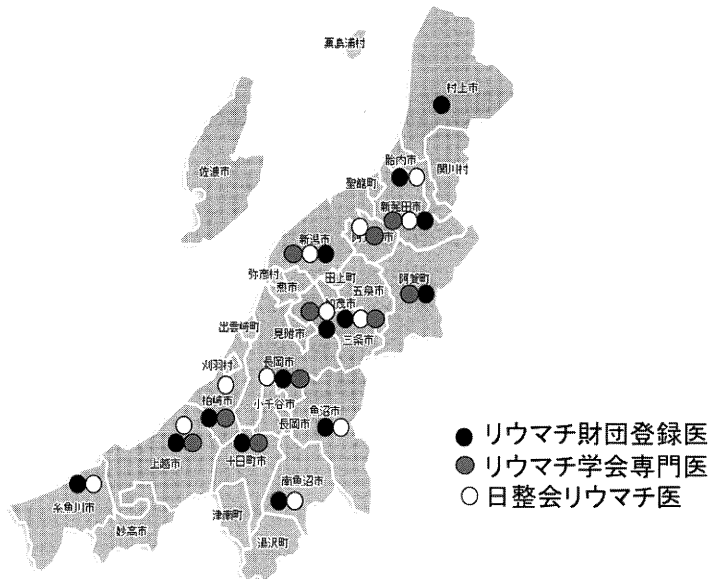 粟島浦村
村上市
胎内市
関川村
聖籠町
佐渡市
新発田市
新潟市
弥彦村
燕市
田上町
五泉市
阿賀町
加茂市
出雲崎町
見附市
三条市
刈羽村
長岡市
柏崎市
小千谷市
魚沼市
長岡市
上越市
十日町市
南魚沼市
糸魚川市
妙高市
津南町
湯沢町
リウマチ財団登録医
リウマチ学会専門医
日整会リウマチ医